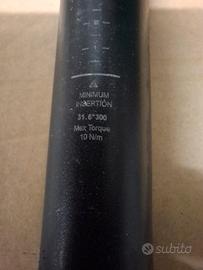 MINIMUM
INSERTION
31.6*300
Max Torque
10 N/m
subito